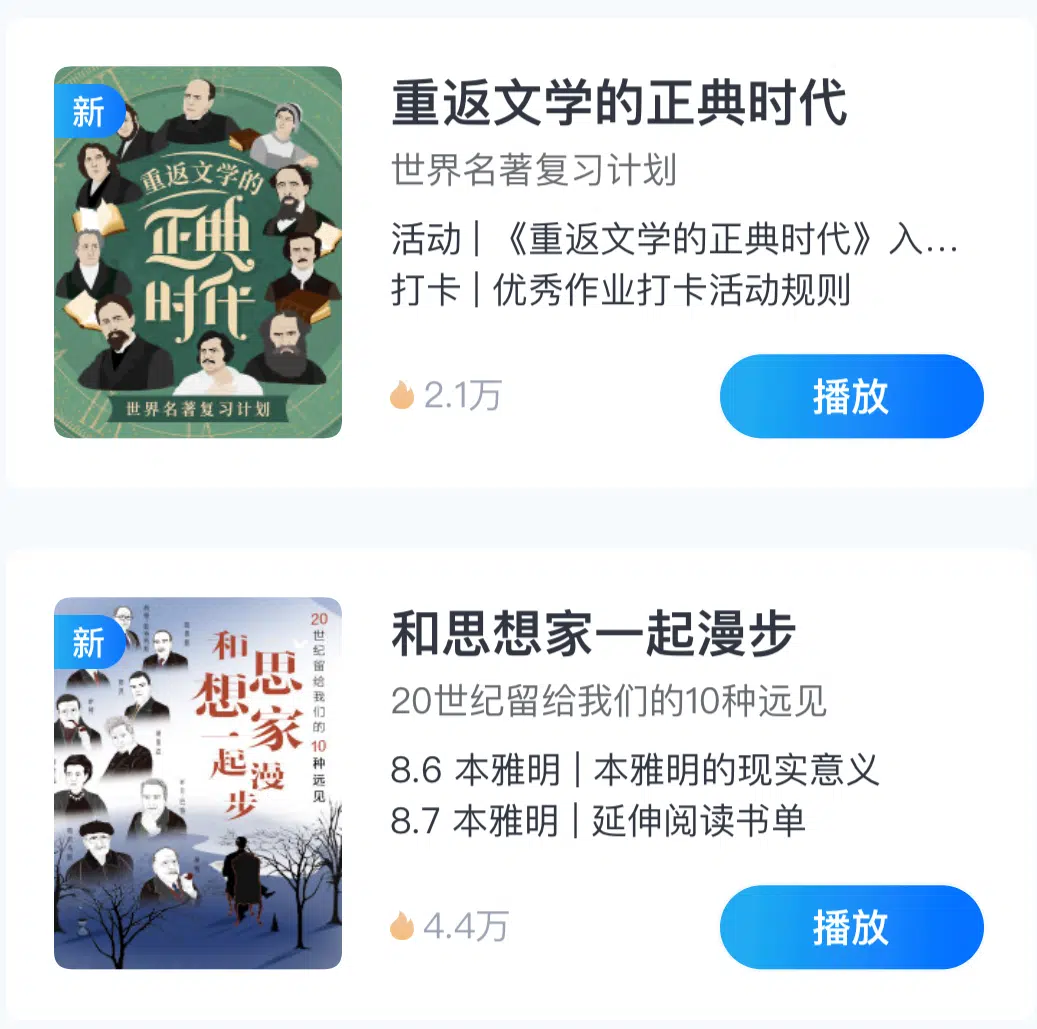 新
重返文学的
正典
时代
世界名著复习计划
重返文学的正典时代
世界名著复习计划
活动 | 《重返文学的正典时代》入...
打卡 | 优秀作业打卡活动规则
2.1万
播放
新
和思想家一起漫步
20世纪留给我们的10种远见
和思想家一起漫步
20世纪留给我们的10种远见
8.6 本雅明 | 本雅明的现实意义
8.7 本雅明 | 延伸阅读书单
4.4万
播放